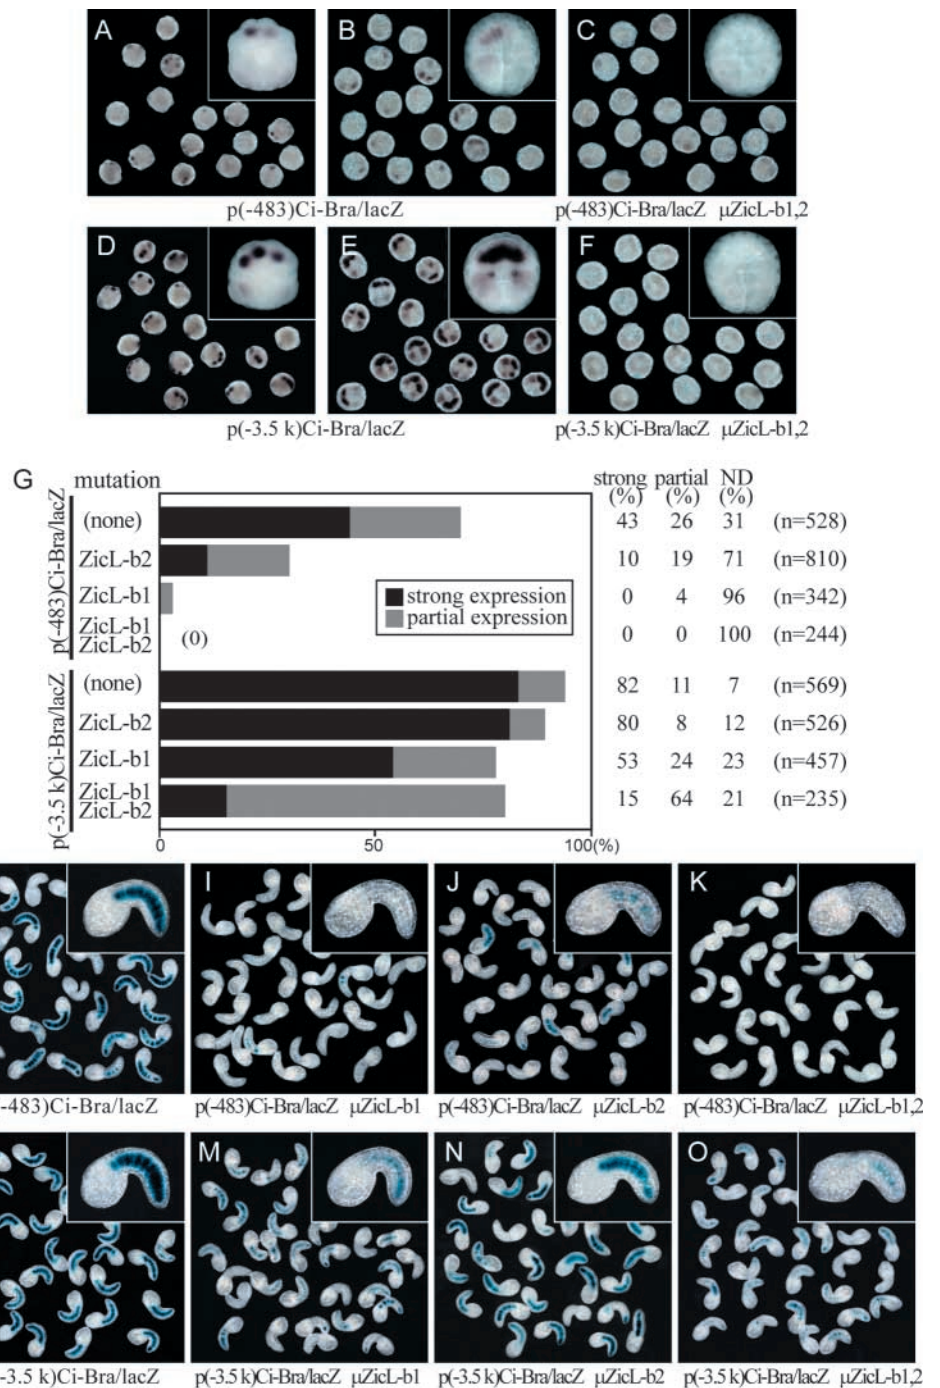 A B C
p(-483)Ci-Bra/lacZ p(-483)Ci-Bra/lacZ μZicL-b1,2
D E F
p(-3.5 k)Ci-Bra/lacZ p(-3.5 k)Ci-Bra/lacZ μZicL-b1,2
G mutation strong partial ND
(%) (%) (%)
p(-483)Ci-Bra/lacZ
(none) 43 26 31 (n=528)
ZicL-b2 10 19 71 (n=810)
ZicL-b1 0 4 96 (n=342)
ZicL-b1
ZicL-b2 (0) 0 0 100 (n=244)
strong expression
partial expression
p(-3.5 k)Ci-Bra/lacZ
(none) 82 11 7 (n=569)
ZicL-b2 80 8 12 (n=526)
ZicL-b1 53 24 23 (n=457)
ZicL-b1
ZicL-b2 15 64 21 (n=235)
0 50 100(%)
I J K
-483)Ci-Bra/lacZ p(-483)Ci-Bra/lacZ μZicL-b1 p(-483)Ci-Bra/lacZ μZicL-b2 p(-483)Ci-Bra/lacZ μZicL-b1,2
M N O
-3.5 k)Ci-Bra/lacZ p(-3.5 k)Ci-Bra/lacZ μZicL-b1 p(-3.5 k)Ci-Bra/lacZ μZicL-b2 p(-3.5 k)Ci-Bra/lacZ μZicL-b1,2